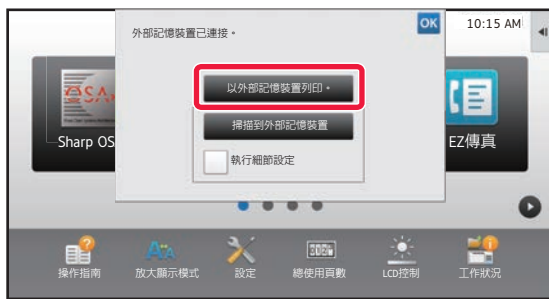 外部記憶裝置已連接。
OK
10:15 AM
以外部記憶裝置列印。
掃描到外部記憶裝置
執行細節設定
OSA
Sharp OS
EZ傳真
操作指南
放大顯示模式
設定
總使用頁數
LCD控制
工作狀況